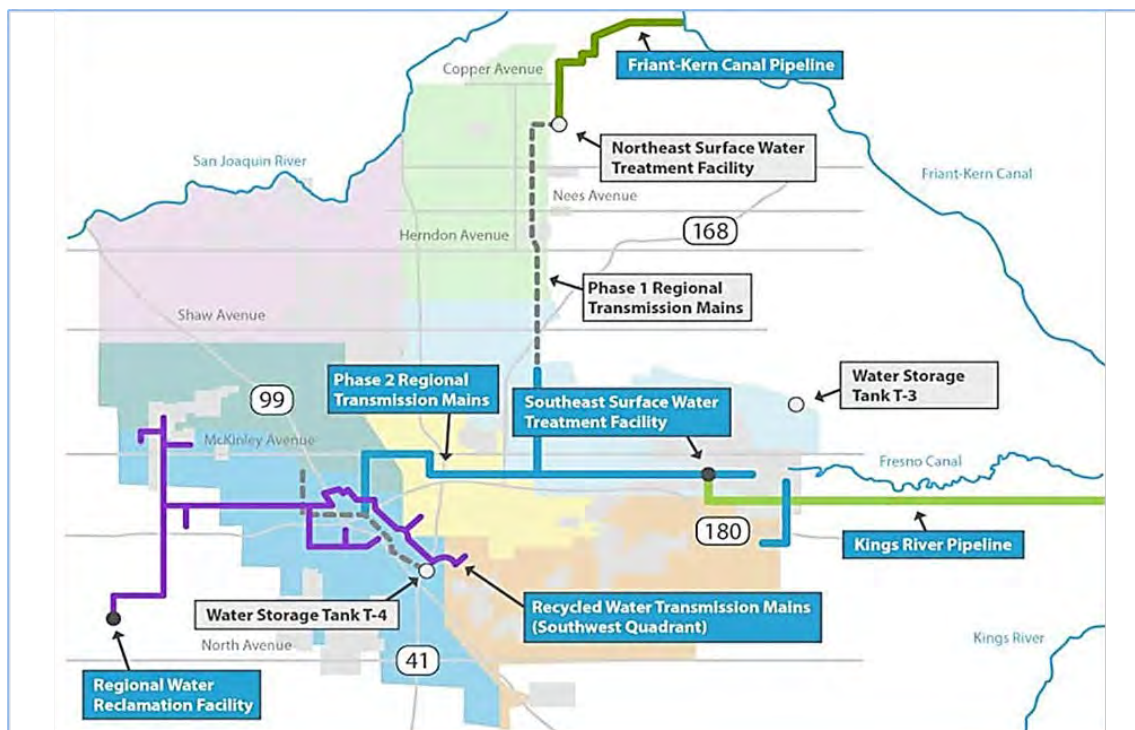 Copper Avenue
Friant-Kern Canal Pipeline
San Joaquin River
Northeast Surface Water
Treatment Facility
Friant-Kern Canal
Nees Avenue
Herndon Avenue
168
Phase 1 Regional
Transmission Mains
Shaw Avenue
Phase 2 Regional
Transmission Mains
99
Southeast Surface Water
Treatment Facility
Water Storage
Tank T-3
McKinley Avenue
Fresno Canal
180
Kings River Pipeline
Water Storage Tank T-4
Recycled Water Transmission Mains
(Southwest Quadrant)
North Avenue
41
Kings River
Regional Water
Reclamation Facility